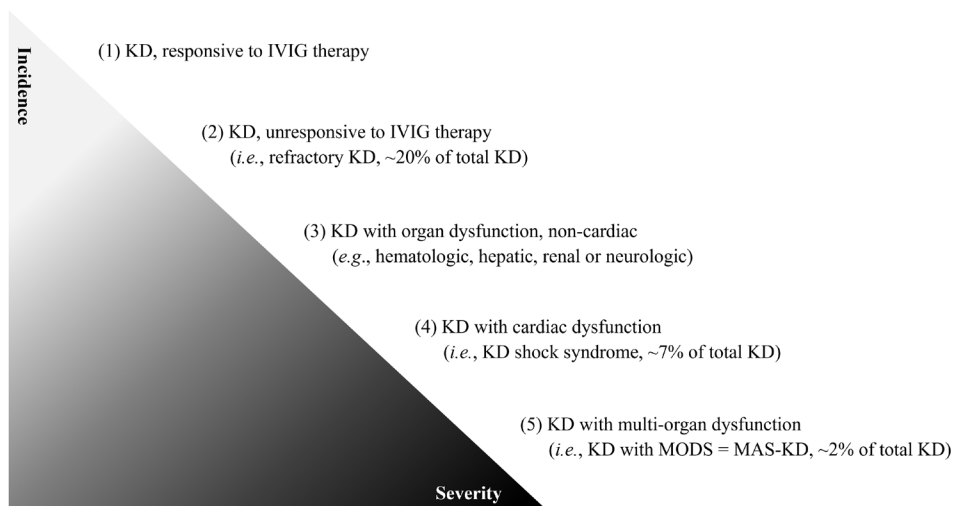 Incidence
(1) KD, responsive to IVIG therapy
(2) KD, unresponsive to IVIG therapy
(i.e., refractory KD, ~20% of total KD)
(3) KD with organ dysfunction, non-cardiac
(e.g., hematologic, hepatic, renal or neurologic)
(4) KD with cardiac dysfunction
(i.e., KD shock syndrome, ~7% of total KD)
(5) KD with multi-organ dysfunction
(i.e., KD with MODS = MAS-KD, ~2% of total KD)
Severity